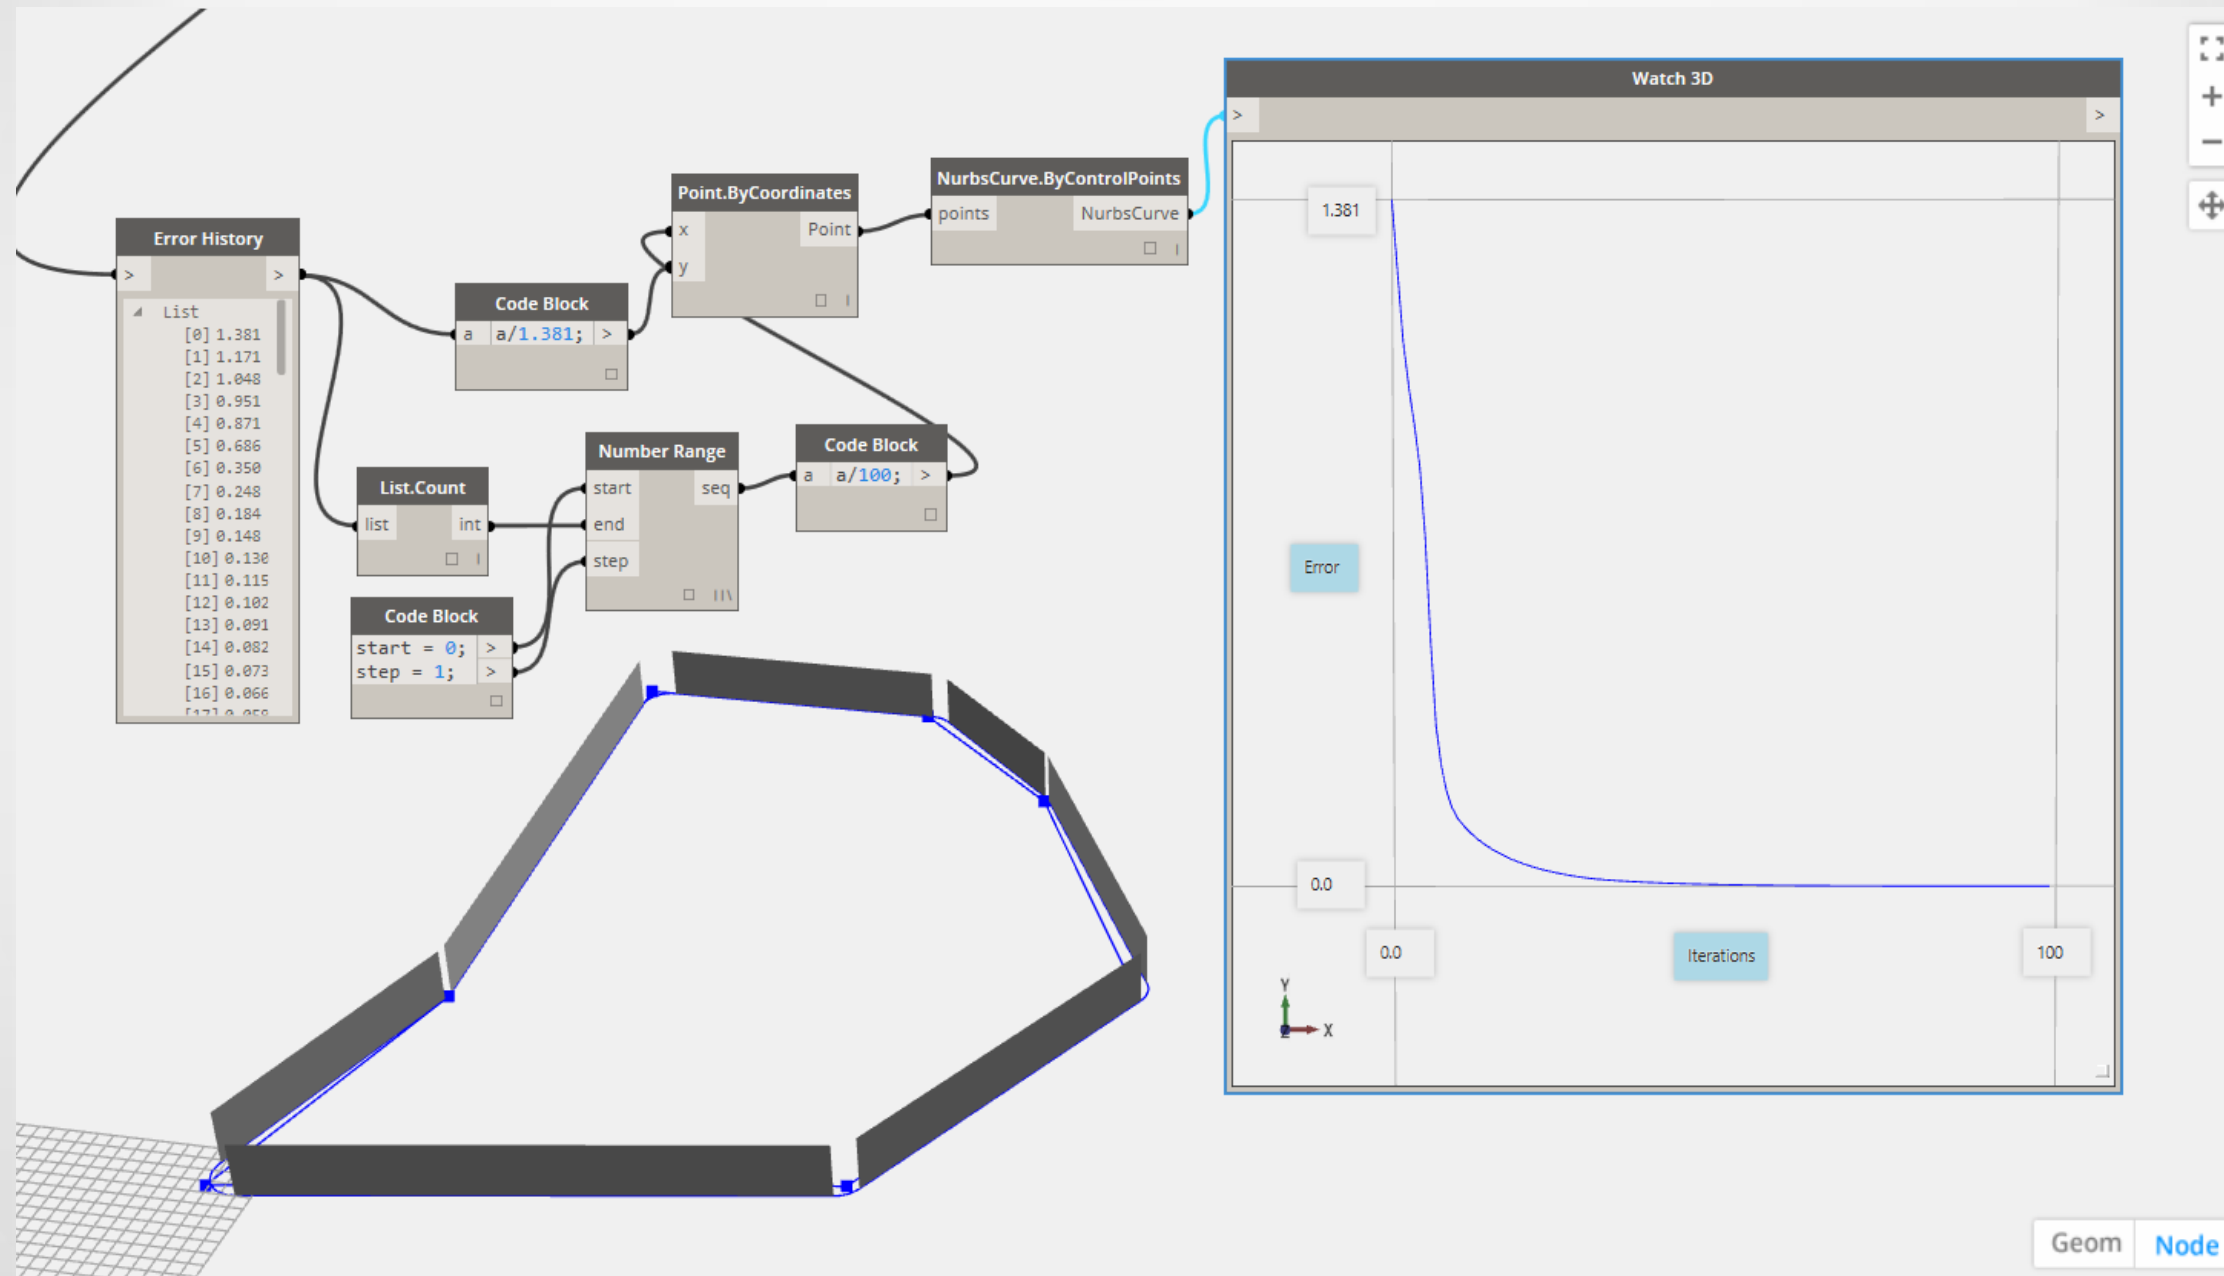 Error History
>
>
List
[0] 1.381
[1] 1.171
[2] 1.048
[3] 0.951
[4] 0.871
[5] 0.686
[6] 0.350
[7] 0.248
[8] 0.184
[9] 0.148
[10] 0.130
[11] 0.115
[12] 0.102
[13] 0.091
[14] 0.082
[15] 0.073
[16] 0.066
Code Block
a a/1.381; >
List.Count
list int
Code Block
start = 0; >
step = 1; >
Number Range
start seq
end
step
Code Block
a a/100; >
Point.ByCoordinates
x Point
y
NurbsCurve.ByControlPoints
points NurbsCurve
Watch 3D
> >
1.381
Error
0.0
0.0
Iterations
100
Y
Z X
+
−
Geom Node